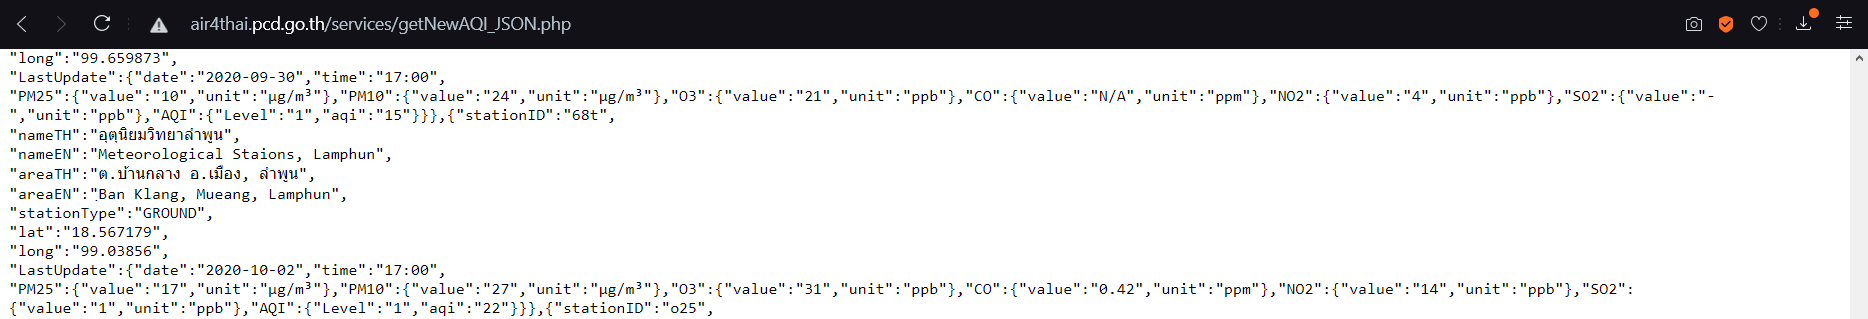 air4thai.pcd.go.th/services/getNewAQI_JSON.php
"long":"99.659873",
"LastUpdate":{"date":"2020-09-30","time":"17:00",
"PM25":{"value":"10","unit":"µg/m³"},"PM10":{"value":"24","unit":"µg/m³"},"O3":{"value":"21","unit":"ppb"},"CO":{"value":"N/A","unit":"ppm"},"NO2":{"value":"4","unit":"ppb"},"SO2":{"value":"-
","unit":"ppb"},"AQI":{"Level":"1","aqi":"15"}}},{"stationID":"68t",
"nameTH":"อุตุนิยมวิทยาลำพูน",
"nameEN":"Meteorological Staions, Lamphun",
"areaTH":"ต.บ้านกลาง อ.เมือง, ลำพูน",
"areaEN":"ฺBan Klang, Mueang, Lamphun",
"stationType":"GROUND",
"lat":"18.567179",
"long":"99.03856",
"LastUpdate":{"date":"2020-10-02","time":"17:00",
"PM25":{"value":"17","unit":"µg/m³"},"PM10":{"value":"27","unit":"µg/m³"},"O3":{"value":"31","unit":"ppb"},"CO":{"value":"0.42","unit":"ppm"},"NO2":{"value":"14","unit":"ppb"},"SO2":
{"value":"1","unit":"ppb"},"AQI":{"Level":"1","aqi":"22"}}},{"stationID":"o25",